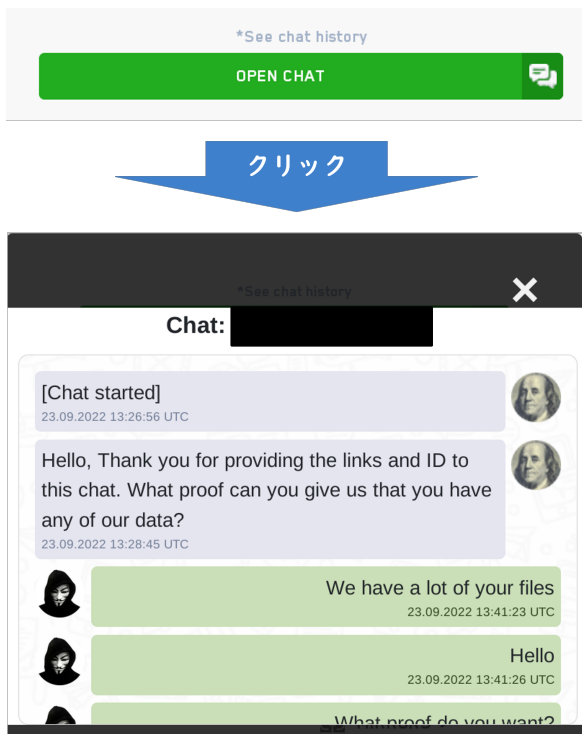 *See chat history
OPEN CHAT
クリック
*See chat history
Chat:
[Chat started]
23.09.2022 13:26:56 UTC
Hello, Thank you for providing the links and ID to
this chat. What proof can you give us that you have
any of our data?
23.09.2022 13:28:45 UTC
We have a lot of your files
23.09.2022 13:41:23 UTC
Hello
23.09.2022 13:41:26 UTC
What proof do you want?